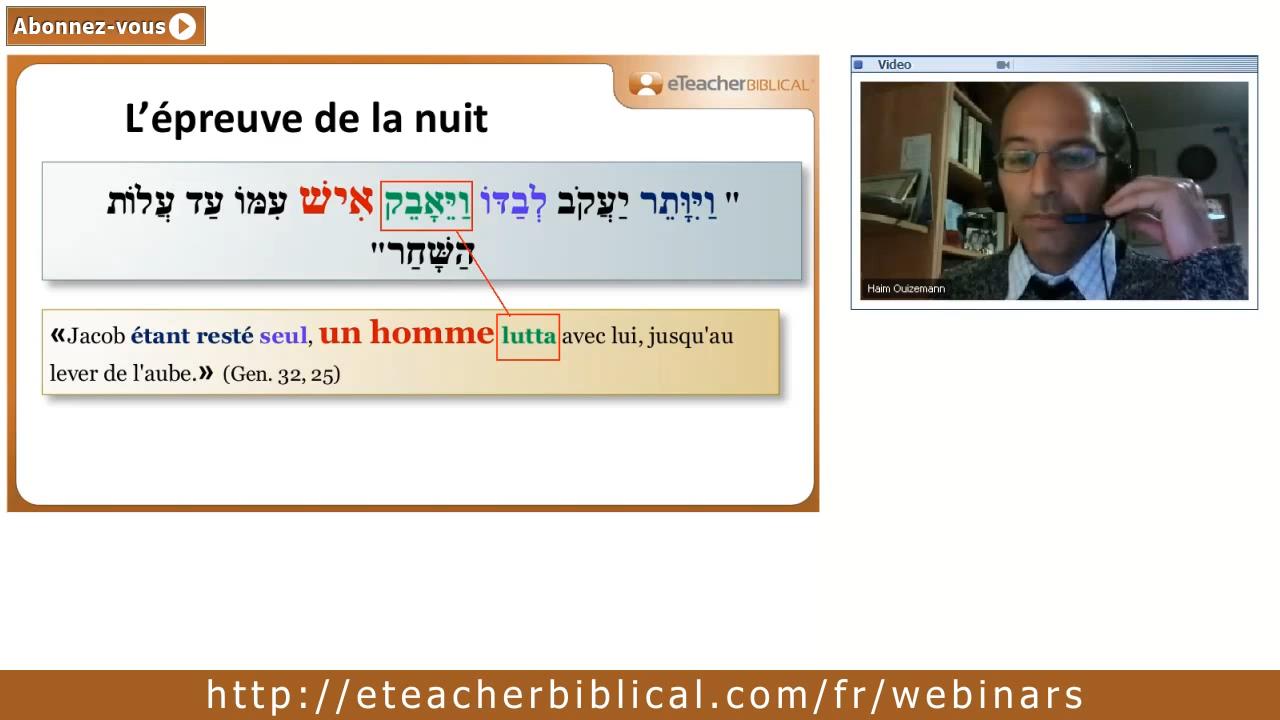 Abonnez-vous
eTeacherBIBLICAL
L'épreuve de la nuit
" וַיִּוָּתֵר יַעֲקֹב לְבַדּוֹ וַיֵּאָבֵק אִישׁ עִמּוֹ עַד עֲלוֹת
הַשָּׁחַר"
«Jacob étant resté seul, un homme lutta avec lui, jusqu'au
lever de l'aube.» (Gen. 32, 25)
Video
Haim Ouizemann
http://eteacherbiblical.com/fr/webinars